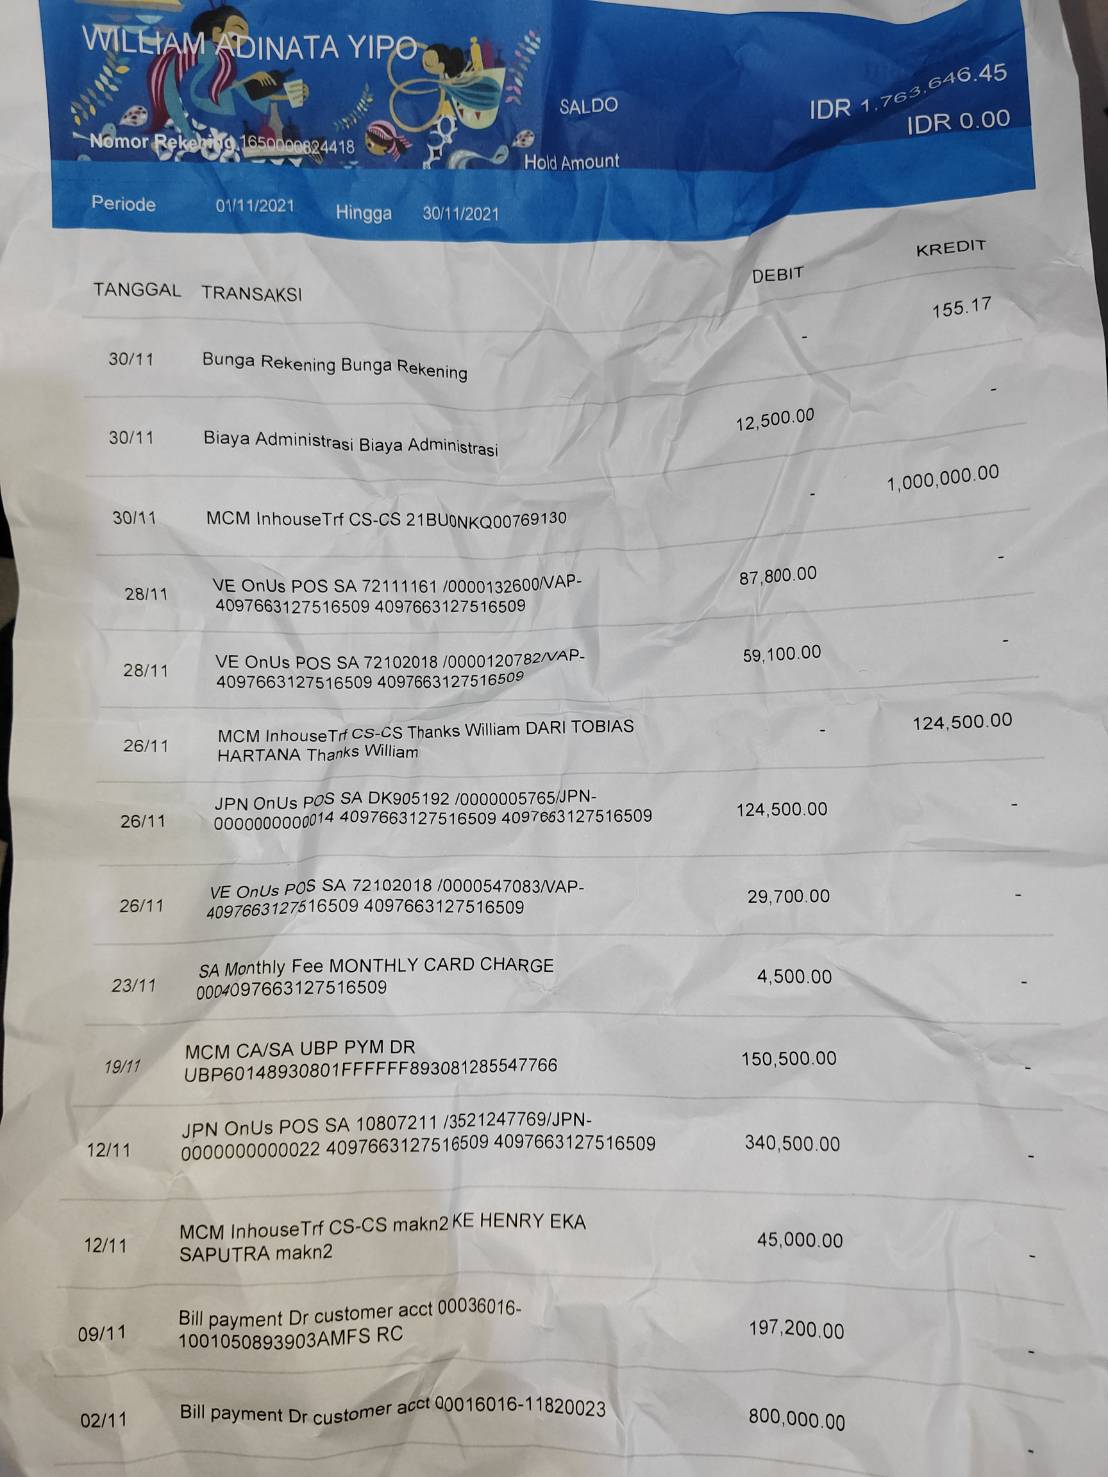 WILLIAM ADINATA YIPO
SALDO IDR 1,763,646.45
Nomor Rekening 1650000824418
Hold Amount IDR 0.00
Periode 01/11/2021 Hingga 30/11/2021
TANGGAL TRANSAKSI DEBIT KREDIT
30/11 Bunga Rekening Bunga Rekening - 155.17
30/11 Biaya Administrasi Biaya Administrasi 12,500.00 -
30/11 MCM InhouseTrf CS-CS 21BU0NKQ00769130 - 1,000,000.00
28/11 VE OnUs POS SA 72111161 /0000132600/VAP-
4097663127516509 4097663127516509 87,800.00 -
28/11 VE OnUs POS SA 72102018 /0000120782/VAP-
4097663127516509 4097663127516509 59,100.00 -
26/11 MCM InhouseTrf CS-CS Thanks William DARI TOBIAS
HARTANA Thanks William - 124,500.00
26/11 JPN OnUs POS SA DK905192 /0000005765/JPN-
0000000000014 4097663127516509 4097663127516509 124,500.00 -
26/11 VE OnUs POS SA 72102018 /0000547083/VAP-
4097663127516509 4097663127516509 29,700.00 -
23/11 SA Monthly Fee MONTHLY CARD CHARGE
0004097663127516509 4,500.00 -
19/11 MCM CA/SA UBP PYM DR
UBP60148930801FFFFFF893081285547766 150,500.00 -
12/11 JPN OnUs POS SA 10807211 /3521247769/JPN-
0000000000022 4097663127516509 4097663127516509 340,500.00 -
12/11 MCM InhouseTrf CS-CS makn2 KE HENRY EKA
SAPUTRA makn2 45,000.00 -
09/11 Bill payment Dr customer acct 00036016-
1001050893903AMFS RC 197,200.00 -
02/11 Bill payment Dr customer acct 00016016-11820023 800,000.00 -